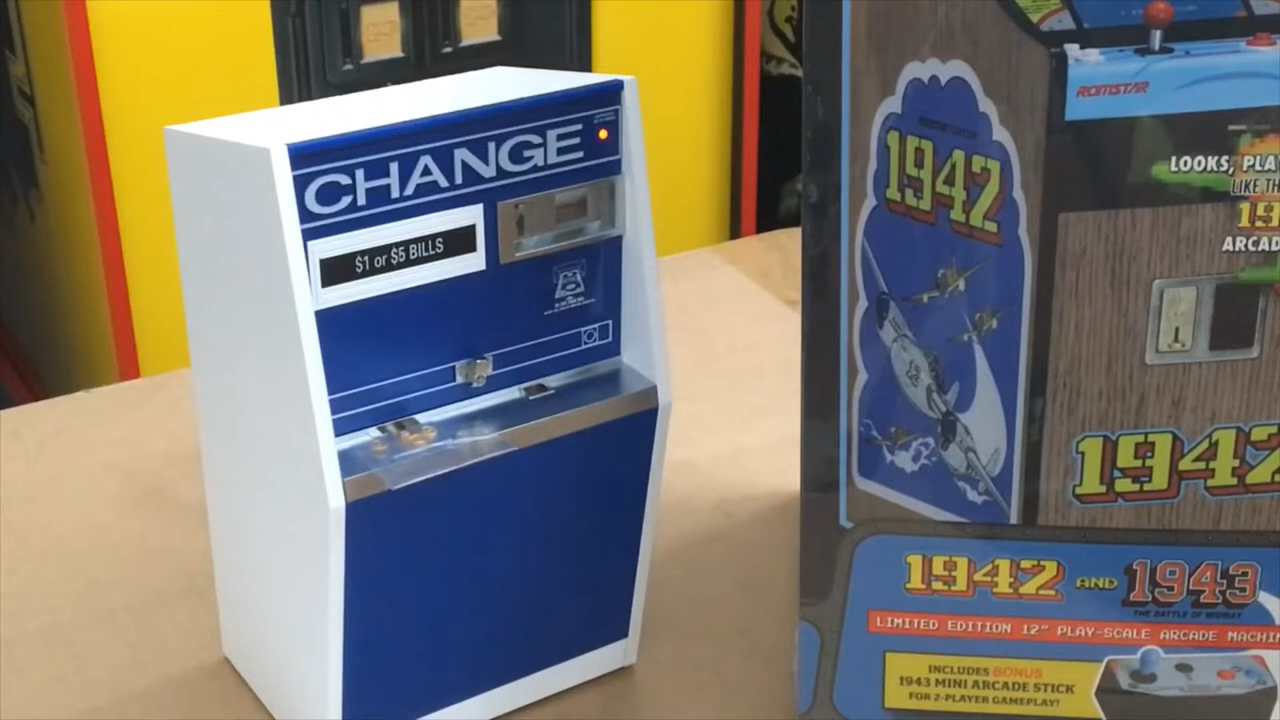 CHANGE
$1 or $5 BILLS
1942
ROMSTAR
LOOKS, PLA
LIKE TH
19
ARCAD
1942
1942 AND 1943
THE BATTLE OF MIDWAY
LIMITED EDITION 12" PLAY-SCALE ARCADE MACHIN
INCLUDES BONUS
1943 MINI ARCADE STICK
FOR 2-PLAYER GAMEPLAY!